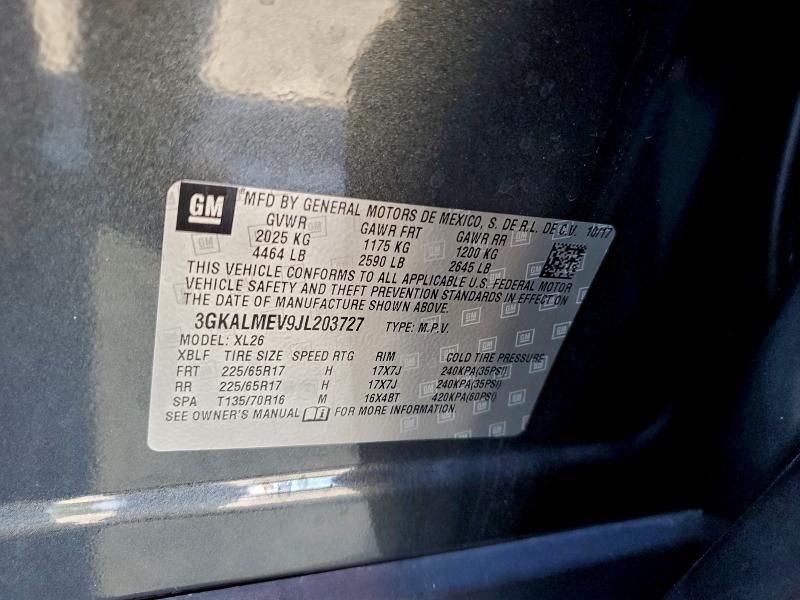 GM MFD BY GENERAL MOTORS DE MEXICO, S. DE R.L. DE C.V. 10/17
GVWR GAWR FRT GAWR RR
2025 KG 1175 KG 1200 KG
4464 LB 2590 LB 2645 LB
THIS VEHICLE CONFORMS TO ALL APPLICABLE U.S. FEDERAL MOTOR
VEHICLE SAFETY AND THEFT PREVENTION STANDARDS IN EFFECT ON
THE DATE OF MANUFACTURE SHOWN ABOVE.
3GKALMEV9JL203727 TYPE: M.P.V.
MODEL: XL26
XBLF TIRE SIZE SPEED RTG RIM COLD TIRE PRESSURE
FRT 225/65R17 H 17X7J 240KPA(35PSI)
RR 225/65R17 H 17X7J 240KPA(35PSI)
SPA T135/70R16 M 16X4BT 420KPA(60PSI)
SEE OWNER'S MANUAL FOR MORE INFORMATION.